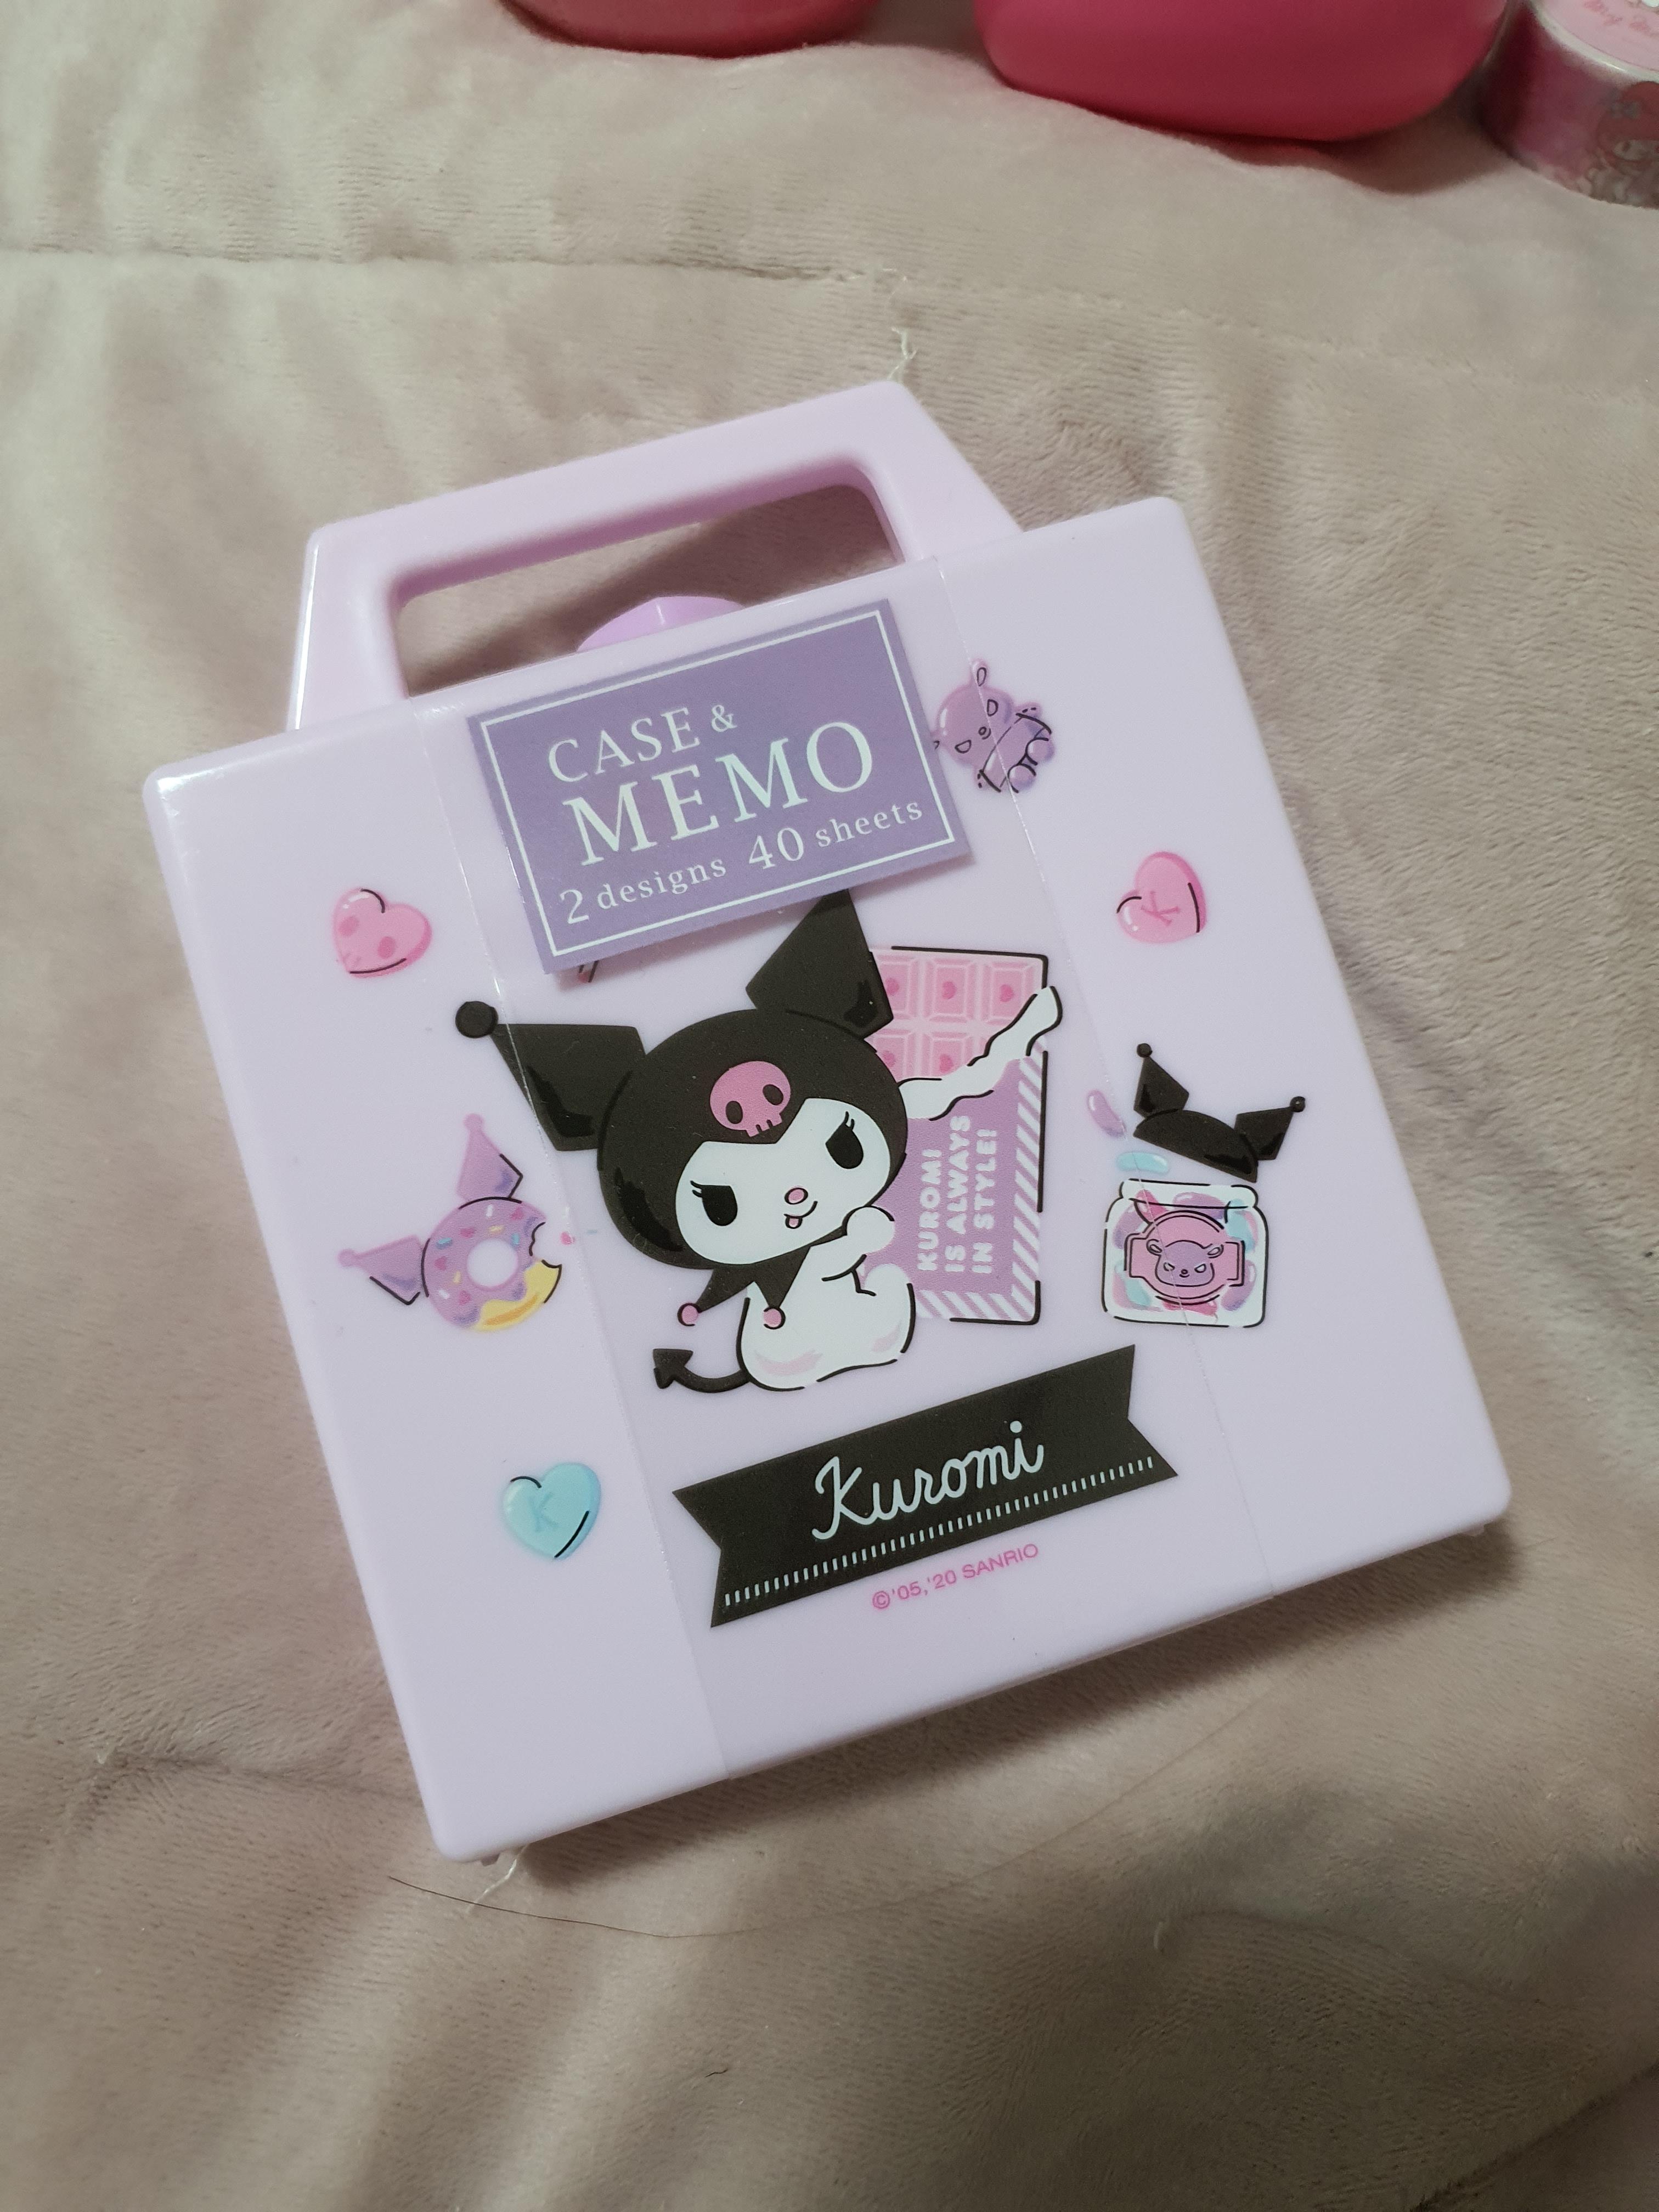 CASE &
MEMO
2 designs 40 sheets
K
KUROMI
IS ALWAYS
IN STYLE!
K
Kuromi
©'05,'20 SANRIO